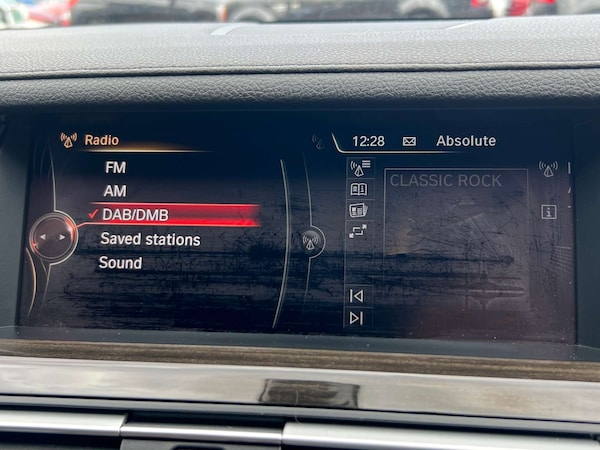 Radio
12:28
Absolute
FM
AM
DAB/DMB
Saved stations
Sound
CLASSIC ROCK
i